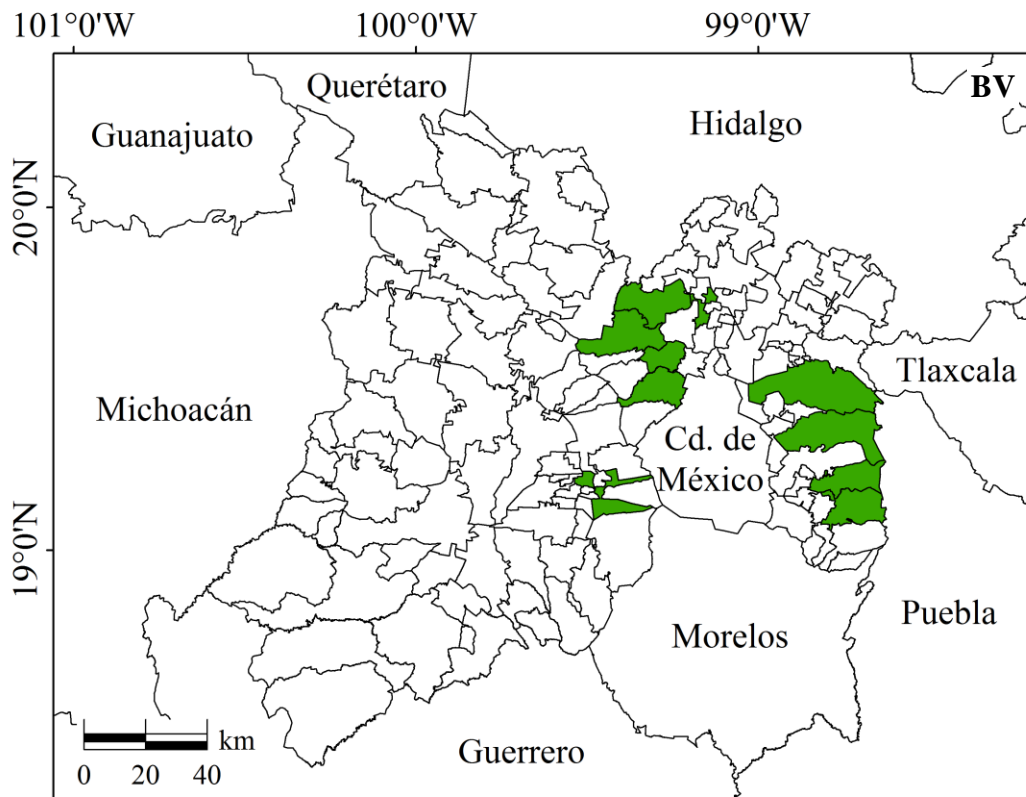 101°0'W 100°0'W 99°0'W
Querétaro
BV
Guanajuato
Hidalgo
20°0'N
Tlaxcala
Michoacán
Cd. de
México
19°0'N
Puebla
Morelos
km
Guerrero
0 20 40